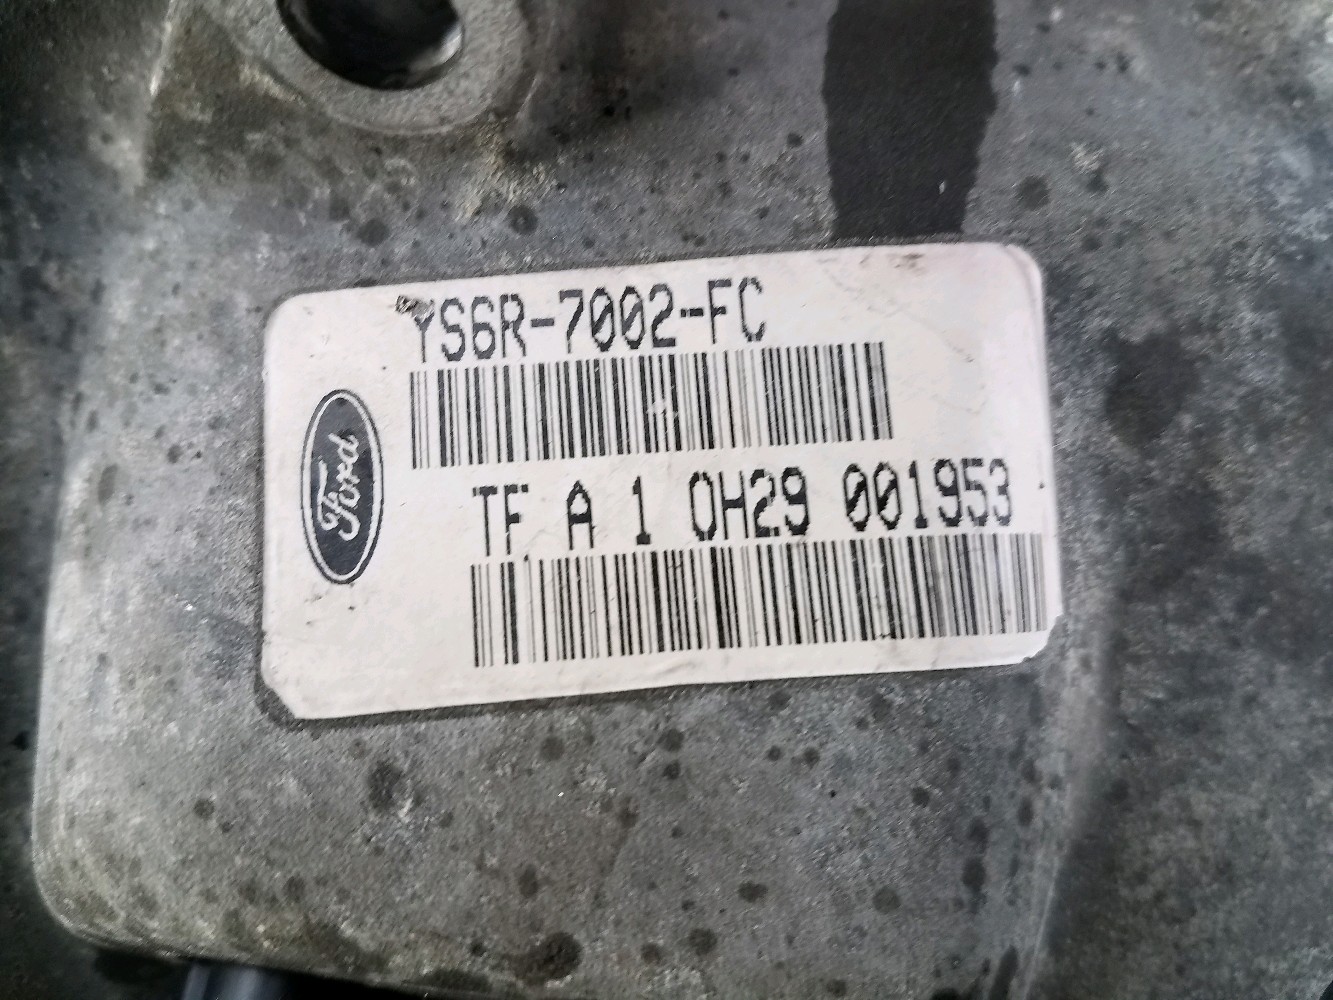 YS6R-7002-FC
Ford
TF A 1 0H29 001953